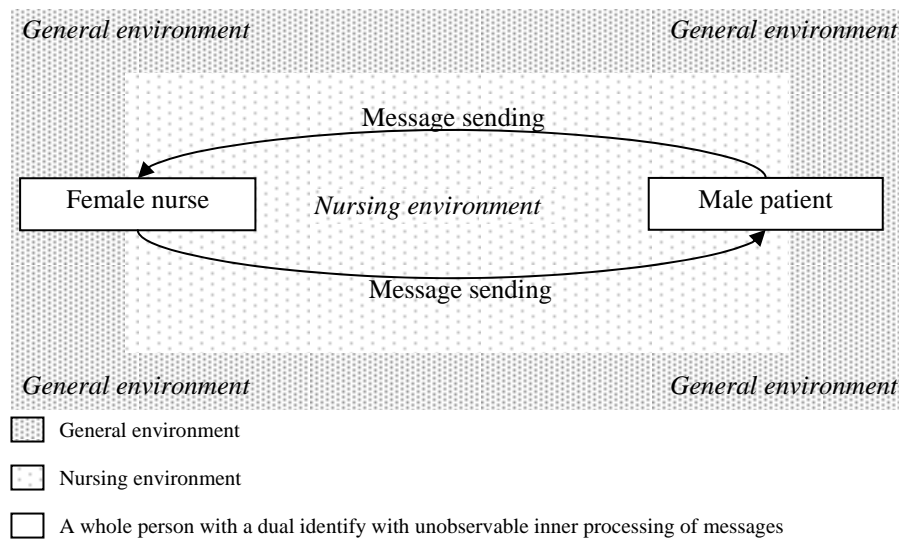 General environment General environment
Message sending
Female nurse Nursing environment Male patient
Message sending
General environment General environment
General environment
Nursing environment
A whole person with a dual identify with unobservable inner processing of messages